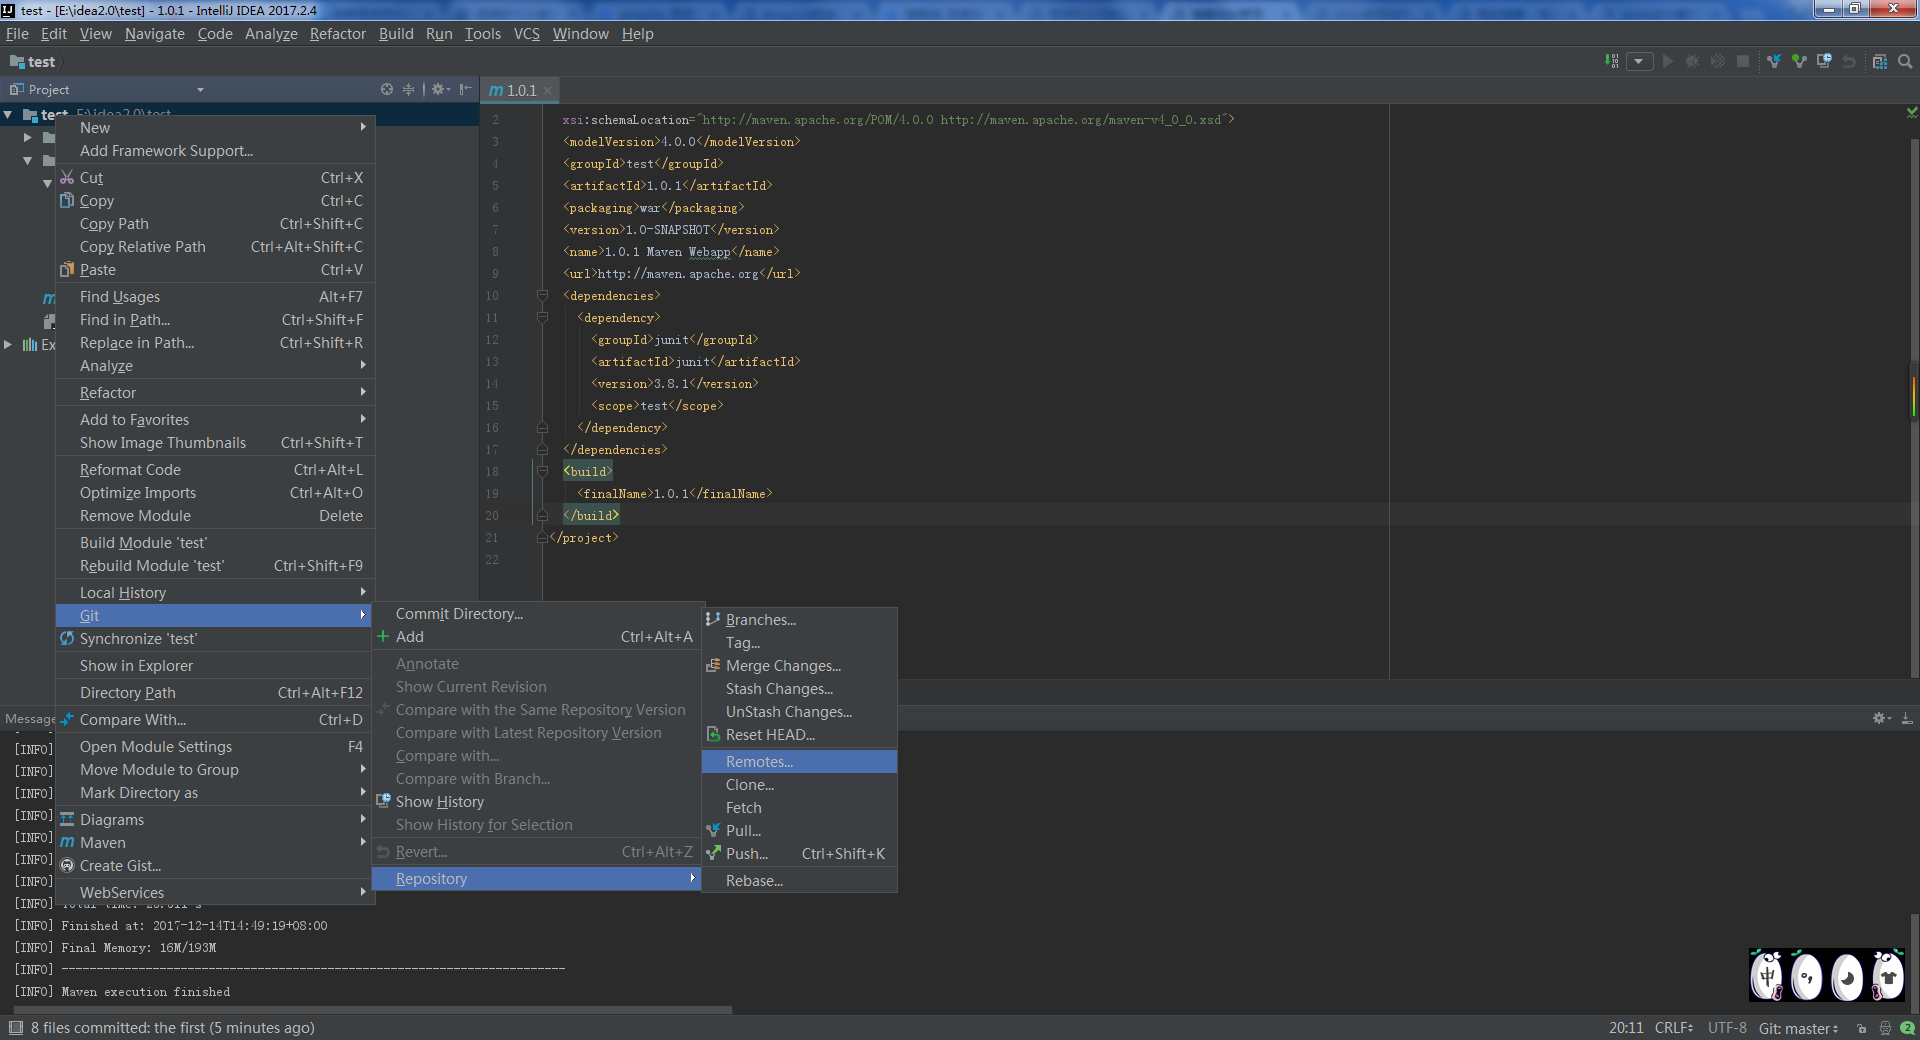 test - [E:\idea2.0\test] - 1.0.1 - IntelliJ IDEA 2017.2.4
File Edit View Navigate Code Analyze Refactor Build Run Tools VCS Window Help
test
Project
m 1.0.1
test E:\idea2.0\test
New
Add Framework Support...
Cut Ctrl+X
Copy Ctrl+C
Copy Path Ctrl+Shift+C
Copy Relative Path Ctrl+Alt+Shift+C
Paste Ctrl+V
Find Usages Alt+F7
Find in Path... Ctrl+Shift+F
Replace in Path... Ctrl+Shift+R
Analyze
Refactor
Add to Favorites
Show Image Thumbnails Ctrl+Shift+T
Reformat Code Ctrl+Alt+L
Optimize Imports Ctrl+Alt+O
Remove Module Delete
Build Module 'test'
Rebuild Module 'test' Ctrl+Shift+F9
Local History
Git
Synchronize 'test'
Show in Explorer
Directory Path Ctrl+Alt+F12
Compare With... Ctrl+D
Open Module Settings F4
Move Module to Group
Mark Directory as
Diagrams
m Maven
Create Gist...
WebServices
m
Ex
2 xsi:schemaLocation="http://maven.apache.org/POM/4.0.0 http://maven.apache.org/maven-v4_0_0.xsd">
3 <modelVersion>4.0.0</modelVersion>
4 <groupId>test</groupId>
5 <artifactId>1.0.1</artifactId>
6 <packaging>war</packaging>
7 <version>1.0-SNAPSHOT</version>
8 <name>1.0.1 Maven Webapp</name>
9 <url>http://maven.apache.org</url>
10 <dependencies>
11 <dependency>
12 <groupId>junit</groupId>
13 <artifactId>junit</artifactId>
14 <version>3.8.1</version>
15 <scope>test</scope>
16 </dependency>
17 </dependencies>
18 <build>
19 <finalName>1.0.1</finalName>
20 </build>
21 </project>
22
Commit Directory...
Add Ctrl+Alt+A
Annotate
Show Current Revision
Compare with the Same Repository Version
Compare with Latest Repository Version
Compare with...
Compare with Branch...
Show History
Show History for Selection
Revert... Ctrl+Alt+Z
Repository
Branches...
Tag...
Merge Changes...
Stash Changes...
UnStash Changes...
Reset HEAD...
Remotes...
Clone...
Fetch
Pull...
Push... Ctrl+Shift+K
Rebase...
Message
[INFO]
[INFO]
[INFO]
[INFO]
[INFO]
[INFO]
[INFO]
[INFO] Total time:
[INFO] Finished at: 2017-12-14T14:49:19+08:00
[INFO] Final Memory: 16M/193M
[INFO] ------------------------------------------------------------------------
[INFO] Maven execution finished
中
8 files committed: the first (5 minutes ago)
20:11 CRLF UTF-8 Git: master 2